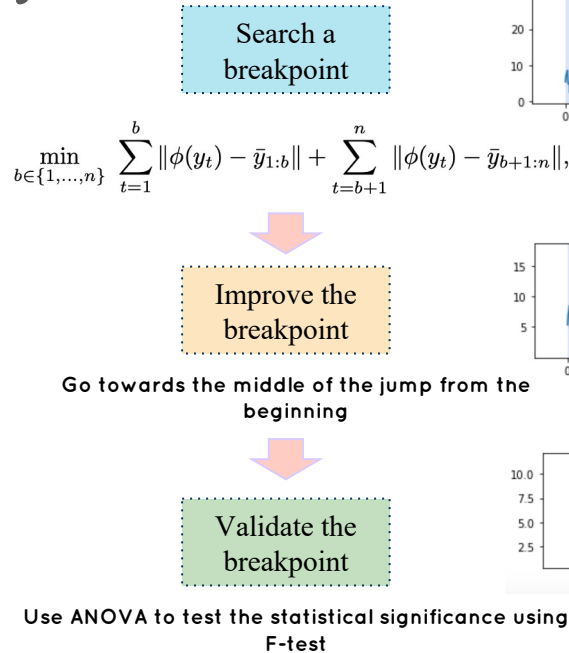 Search a
breakpoint
20
10
0
0
min_{b∈{1,...,n}} ∑_{t=1}^{b} ‖ϕ(y_t) − ȳ_{1:b}‖ + ∑_{t=b+1}^{n} ‖ϕ(y_t) − ȳ_{b+1:n}‖,
Improve the
breakpoint
15
10
5
0
Go towards the middle of the jump from the
beginning
10.0
7.5
5.0
2.5
Validate the
breakpoint
Use ANOVA to test the statistical significance using
F-test